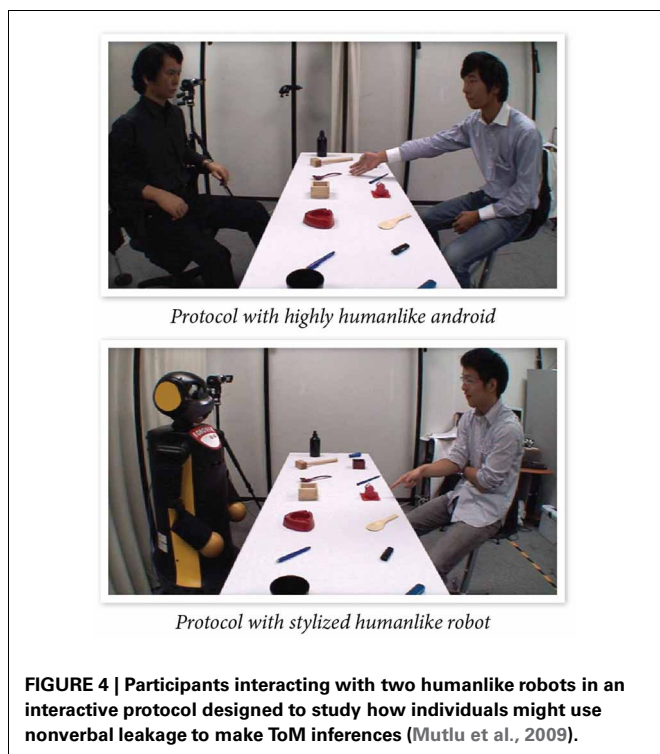 Protocol with highly humanlike android
Protocol with stylized humanlike robot
FIGURE 4 | Participants interacting with two humanlike robots in an
interactive protocol designed to study how individuals might use
nonverbal leakage to make ToM inferences (Mutlu et al., 2009).